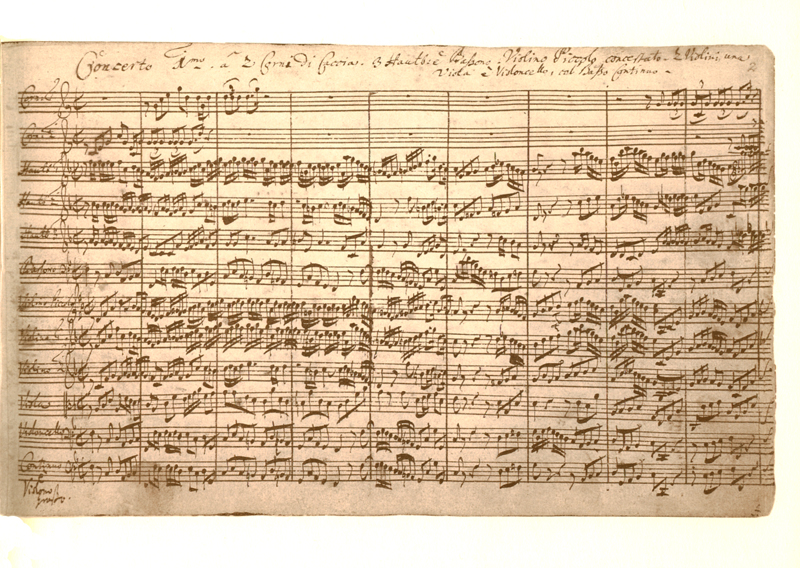 Concerto 1mo. à 2 Corni di Caccia. 3 Hautb: è Bassono. Violino Piccolo concertato. 2 Violini, una
Viola è Violoncello, col Basso Continuo
Corno 1
Corno 2
Hautb 1
Hautb 2
Hautb 3
Bassono
Violino Piccolo
Violino 1
Violino 2
Viola
Violoncello
Continuo
Violono
grosso.